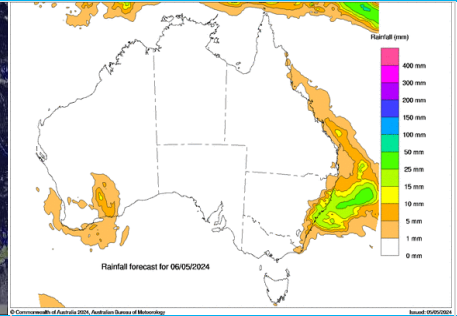 Rainfall (mm)
400 mm
300 mm
200 mm
150 mm
100 mm
50 mm
25 mm
15 mm
10 mm
5 mm
1 mm
0 mm
Rainfall forecast for 06/05/2024
© Commonwealth of Australia 2024, Australian Bureau of Meteorology
Issued: 05/05/2024